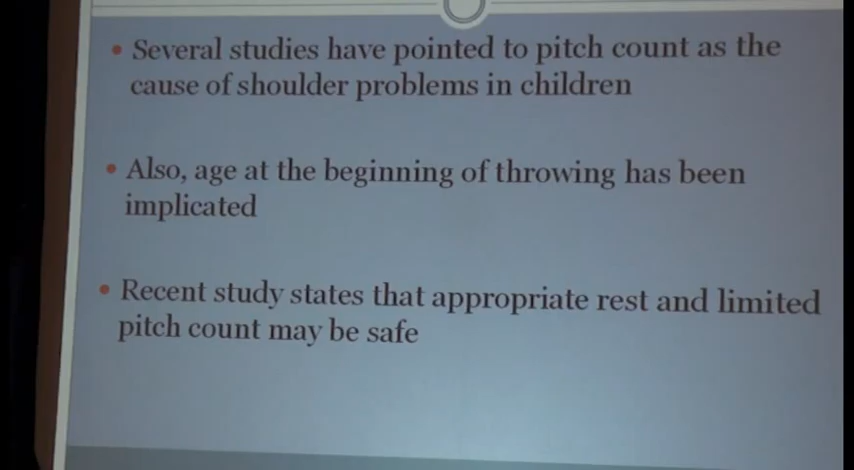 • Several studies have pointed to pitch count as the
cause of shoulder problems in children
• Also, age at the beginning of throwing has been
implicated
• Recent study states that appropriate rest and limited
pitch count may be safe